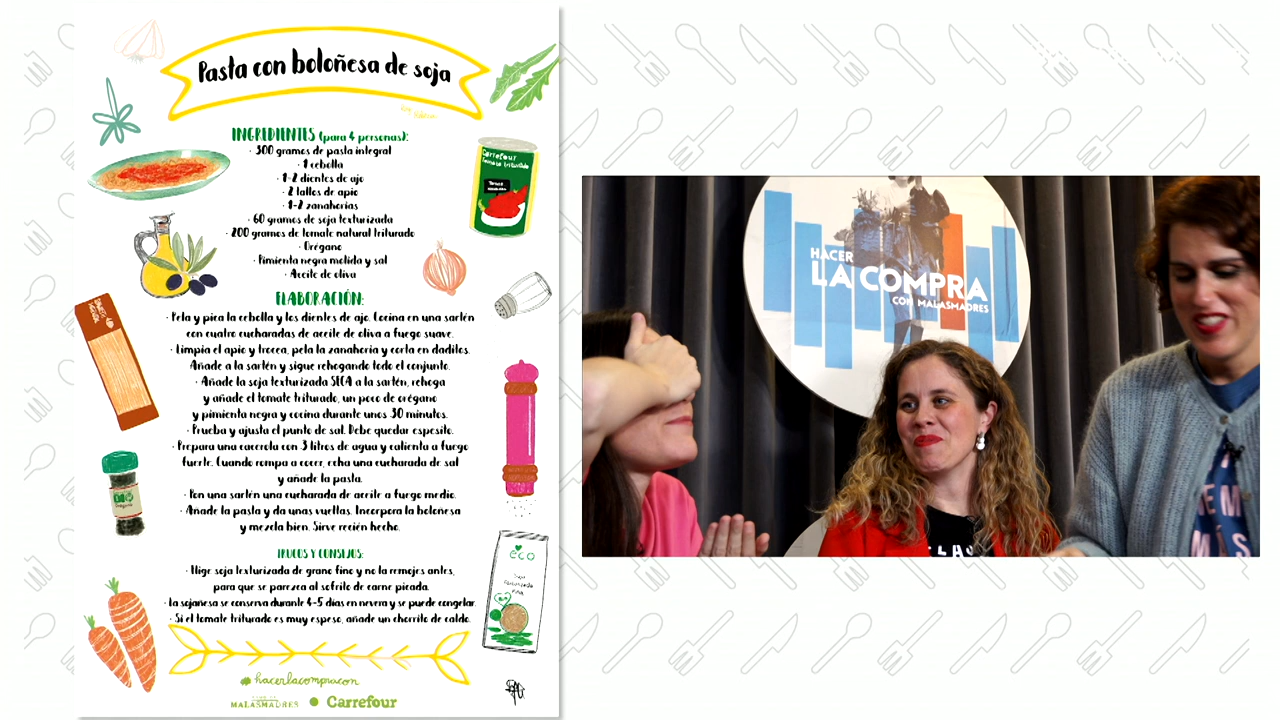 Pasta con boloñesa de soja
INGREDIENTES (para 4 personas):
· 300 gramos de pasta integral
· 1 cebolla
· 1-2 dientes de ajo
· 2 tallos de apio
· 1-2 zanahorias
· 60 gramos de soja texturizada
· 200 gramos de tomate natural triturado
· Orégano
· Pimienta negra molida y sal
· Aceite de oliva
ELABORACIÓN:
· Pela y pica la cebolla y los dientes de ajo. Cocina en una sartén
con cuatro cucharadas de aceite de oliva a fuego suave.
· Limpia el apio y trocea, pela la zanahoria y corta en daditos.
Añade a la sartén y sigue rehogando todo el conjunto.
· Añade la soja texturizada SECA a la sartén, rehoga
y añade el tomate triturado, un poco de orégano
y pimienta negra y cocina durante unos 30 minutos.
· Prueba y ajusta el punto de sal. Debe quedar espesito.
· Prepara una cacerola con 3 litros de agua y calienta a fuego
fuerte. Cuando rompa a cocer, echa una cucharada de sal
y añade la pasta.
· Pon una sartén una cucharada de aceite a fuego medio.
· Añade la pasta y da unas vueltas. Incorpora la boloñesa
y mezcla bien. Sirve recién hecho.
TRUCOS Y CONSEJOS:
· Elige soja texturizada de grano fino y no la remojes antes,
para que se parezca al sofrito de carne picada.
· La sojañesa se conserva durante 4-5 días en nevera y se puede congelar.
· Si el tomate triturado es muy espeso, añade un chorrito de caldo.
#hacerlacompracon
MALASMADRES ● Carrefour
Carrefour
tomate triturado
eco
Soja
Texturizada
Fina
HACER
LA COMPRA
CON MALASMADRES